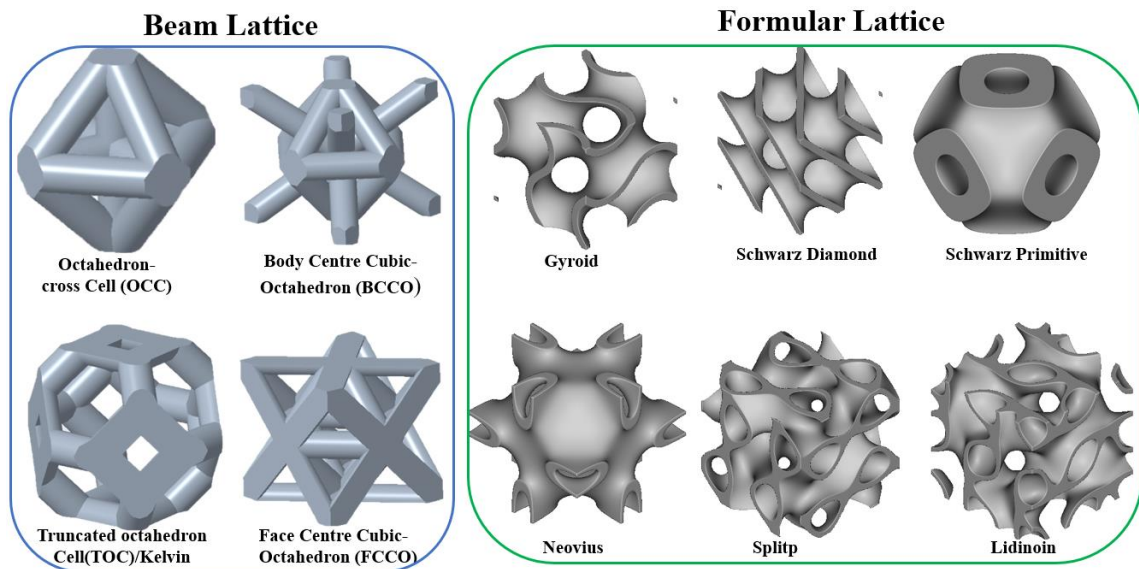 Beam Lattice
Formular Lattice
Octahedron-
cross Cell (OCC)
Body Centre Cubic-
Octahedron (BCCO)
Gyroid
Schwarz Diamond
Schwarz Primitive
Truncated octahedron
Cell(TOC)/Kelvin
Face Centre Cubic-
Octahedron (FCCO)
Neovius
Splitp
Lidinoin